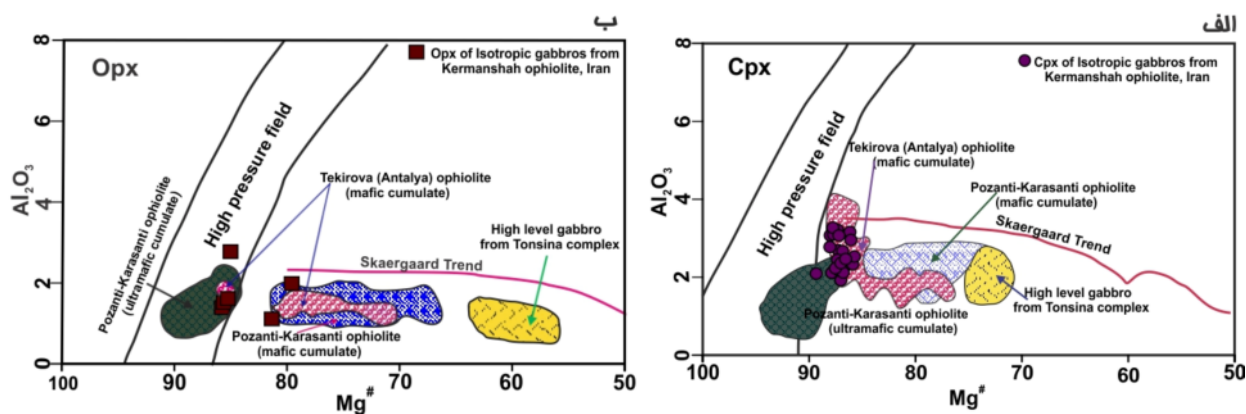 ب
8
6
4
2
0
Al₂O₃
Opx
Opx of Isotropic gabbros from
Kermanshah ophiolite, Iran
High pressure field
Pozanti-Karasanti ophiolite
(ultramafic cumulate)
Tekirova (Antalya) ophiolite
(mafic cumulate)
High level gabbro
from Tonsina complex
Skaergaard Trend
Pozanti-Karasanti ophiolite
(mafic cumulate)
100
90
80
70
60
50
Mg#
الف
8
6
4
2
0
Al₂O₃
Cpx
Cpx of Isotropic gabbros from
Kermanshah ophiolite, Iran
High pressure field
Tekirova (Antalya) ophiolite
(mafic cumulate)
Pozanti-Karasanti ophiolite
(mafic cumulate)
Skaergaard Trend
High level gabbro
from Tonsina complex
Pozanti-Karasanti ophiolite
(ultramafic cumulate)
100
90
80
70
60
50
Mg#